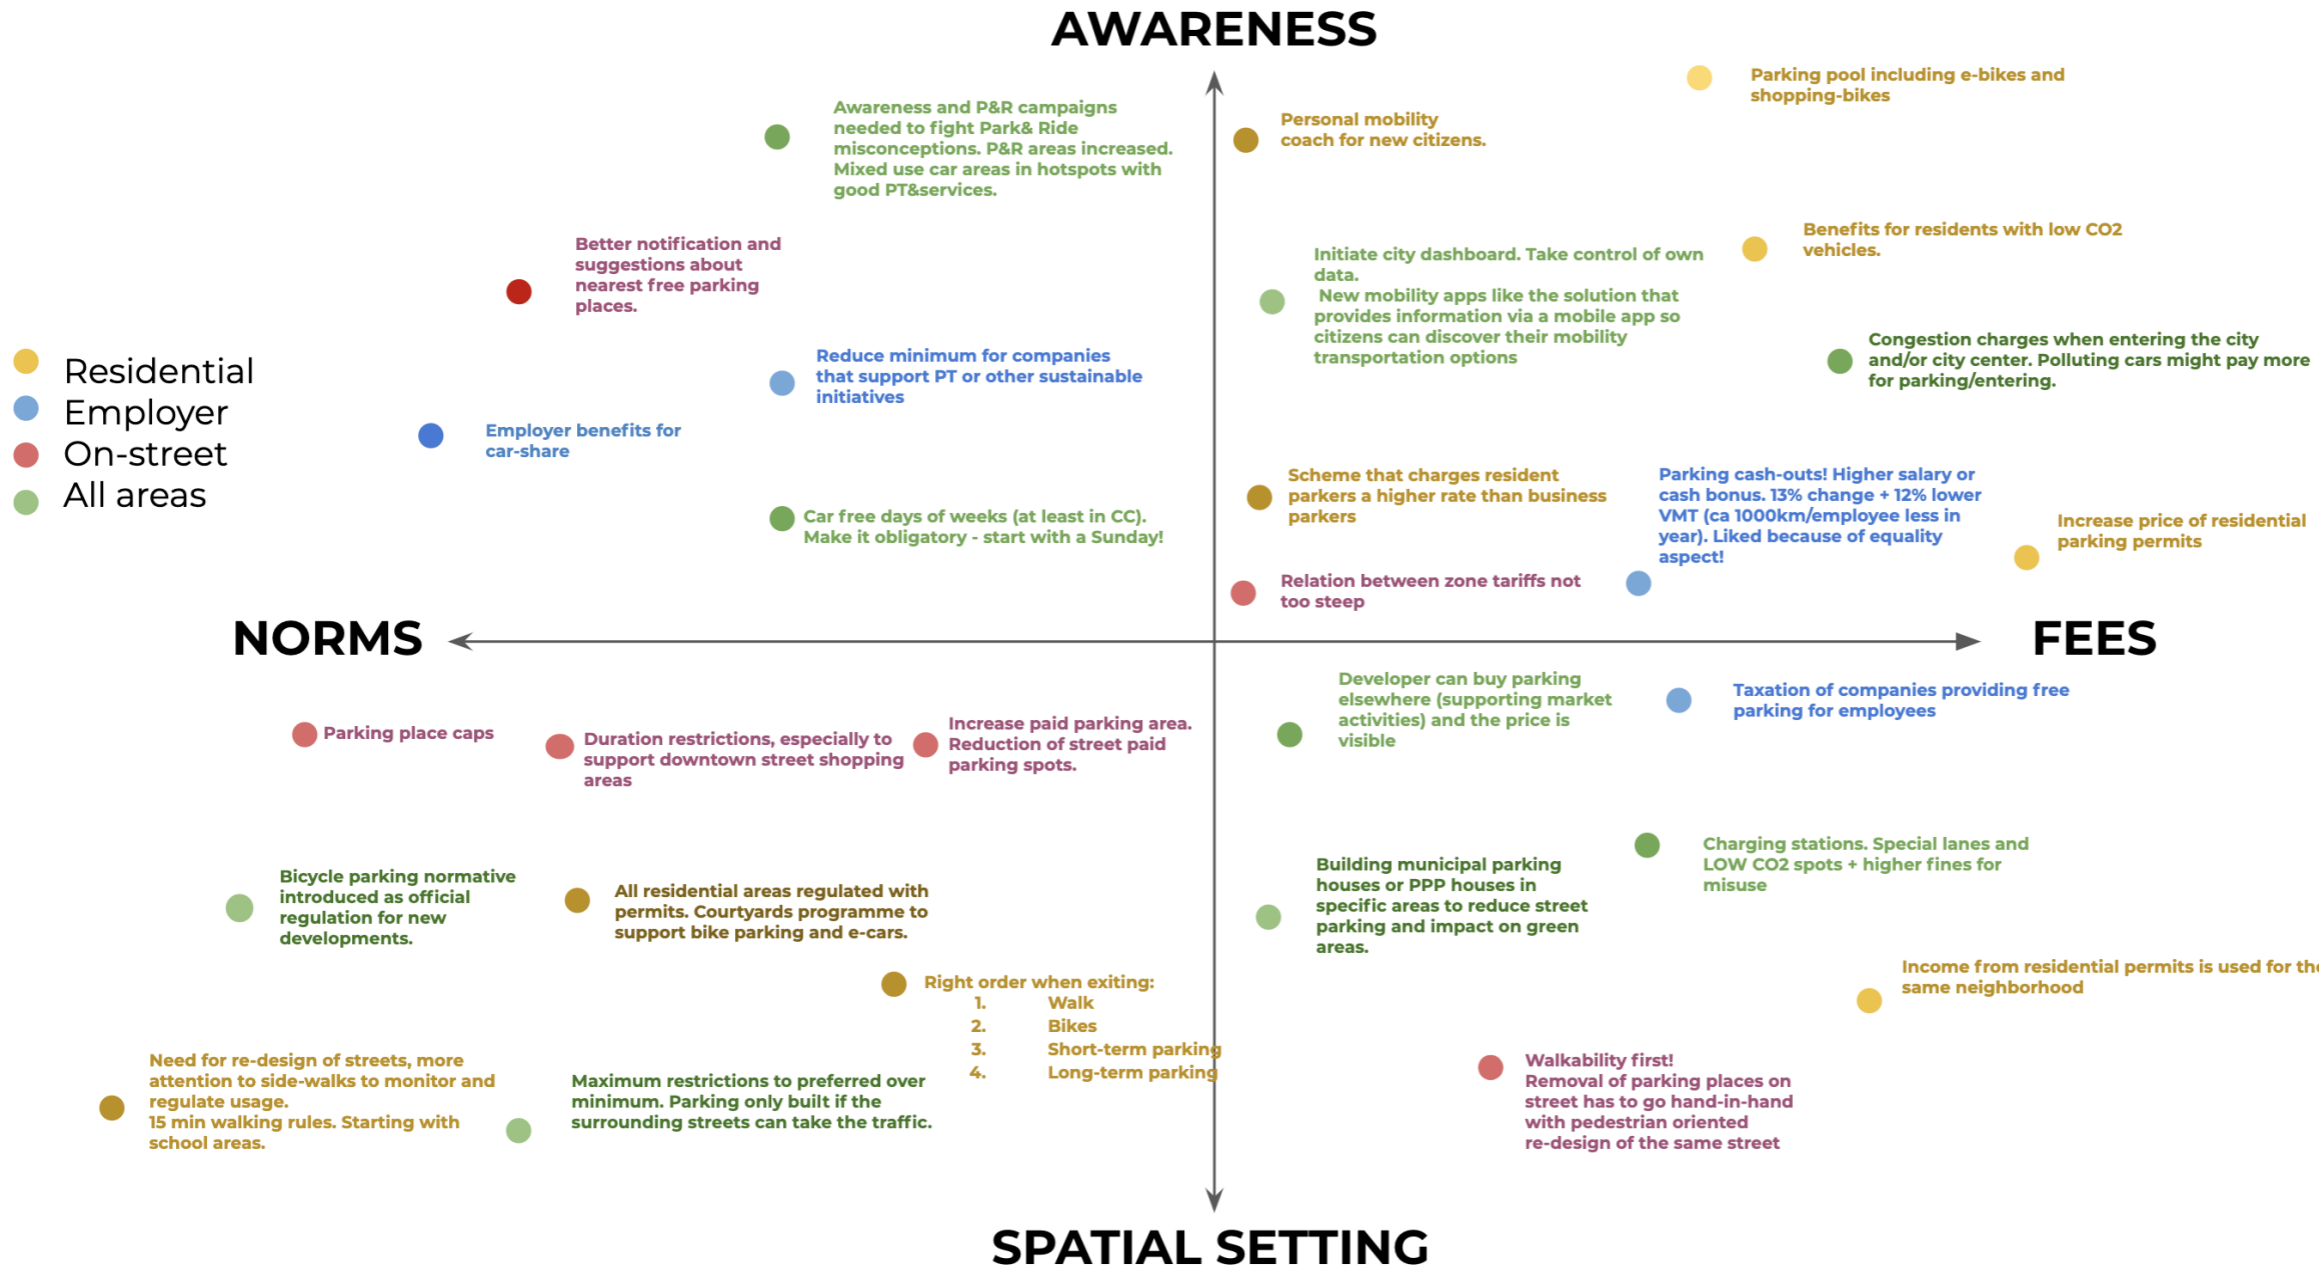 AWARENESS
Parking pool including e-bikes and
shopping-bikes
Awareness and P&R campaigns
needed to fight Park& Ride
misconceptions. P&R areas increased.
Mixed use car areas in hotspots with
good PT&services.
Personal mobility
coach for new citizens.
Better notification and
suggestions about
nearest free parking
places.
Initiate city dashboard. Take control of own
data.
New mobility apps like the solution that
provides information via a mobile app so
citizens can discover their mobility
transportation options
Benefits for residents with low CO2
vehicles.
Congestion charges when entering the city
and/or city center. Polluting cars might pay more
for parking/entering.
Residential
Employer
On-street
All areas
Reduce minimum for companies
that support PT or other sustainable
initiatives
Employer benefits for
car-share
Car free days of weeks (at least in CC).
Make it obligatory - start with a Sunday!
Scheme that charges resident
parkers a higher rate than business
parkers
Parking cash-outs! Higher salary or
cash bonus. 13% change + 12% lower
VMT (ca 1000km/employee less in
year). Liked because of equality
aspect!
Increase price of residential
parking permits
Relation between zone tariffs not
too steep
NORMS
FEES
Parking place caps
Duration restrictions, especially to
support downtown street shopping
areas
Increase paid parking area.
Reduction of street paid
parking spots.
Developer can buy parking
elsewhere (supporting market
activities) and the price is
visible
Taxation of companies providing free
parking for employees
Bicycle parking normative
introduced as official
regulation for new
developments.
All residential areas regulated with
permits. Courtyards programme to
support bike parking and e-cars.
Building municipal parking
houses or PPP houses in
specific areas to reduce street
parking and impact on green
areas.
Charging stations. Special lanes and
LOW CO2 spots + higher fines for
misuse
Right order when exiting:
1. Walk
2. Bikes
3. Short-term parking
4. Long-term parking
Income from residential permits is used for the
same neighborhood
Need for re-design of streets, more
attention to side-walks to monitor and
regulate usage.
15 min walking rules. Starting with
school areas.
Maximum restrictions to preferred over
minimum. Parking only built if the
surrounding streets can take the traffic.
Walkability first!
Removal of parking places on
street has to go hand-in-hand
with pedestrian oriented
re-design of the same street
SPATIAL SETTING